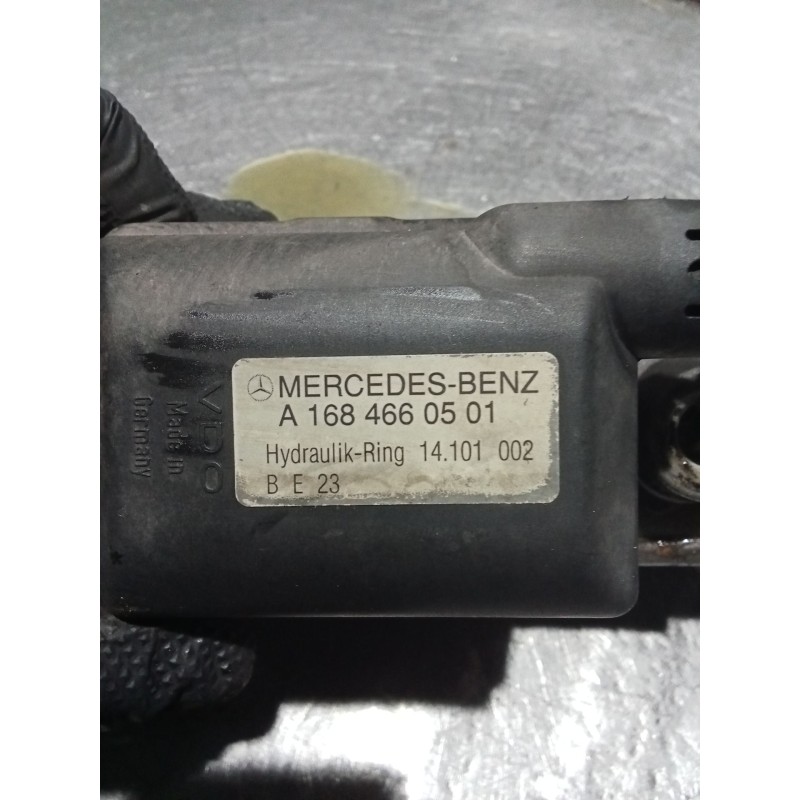 MERCEDES-BENZ
A 168 466 05 01
Hydraulik-Ring 14.101 002
B E 23
VDO
Made in
Germany